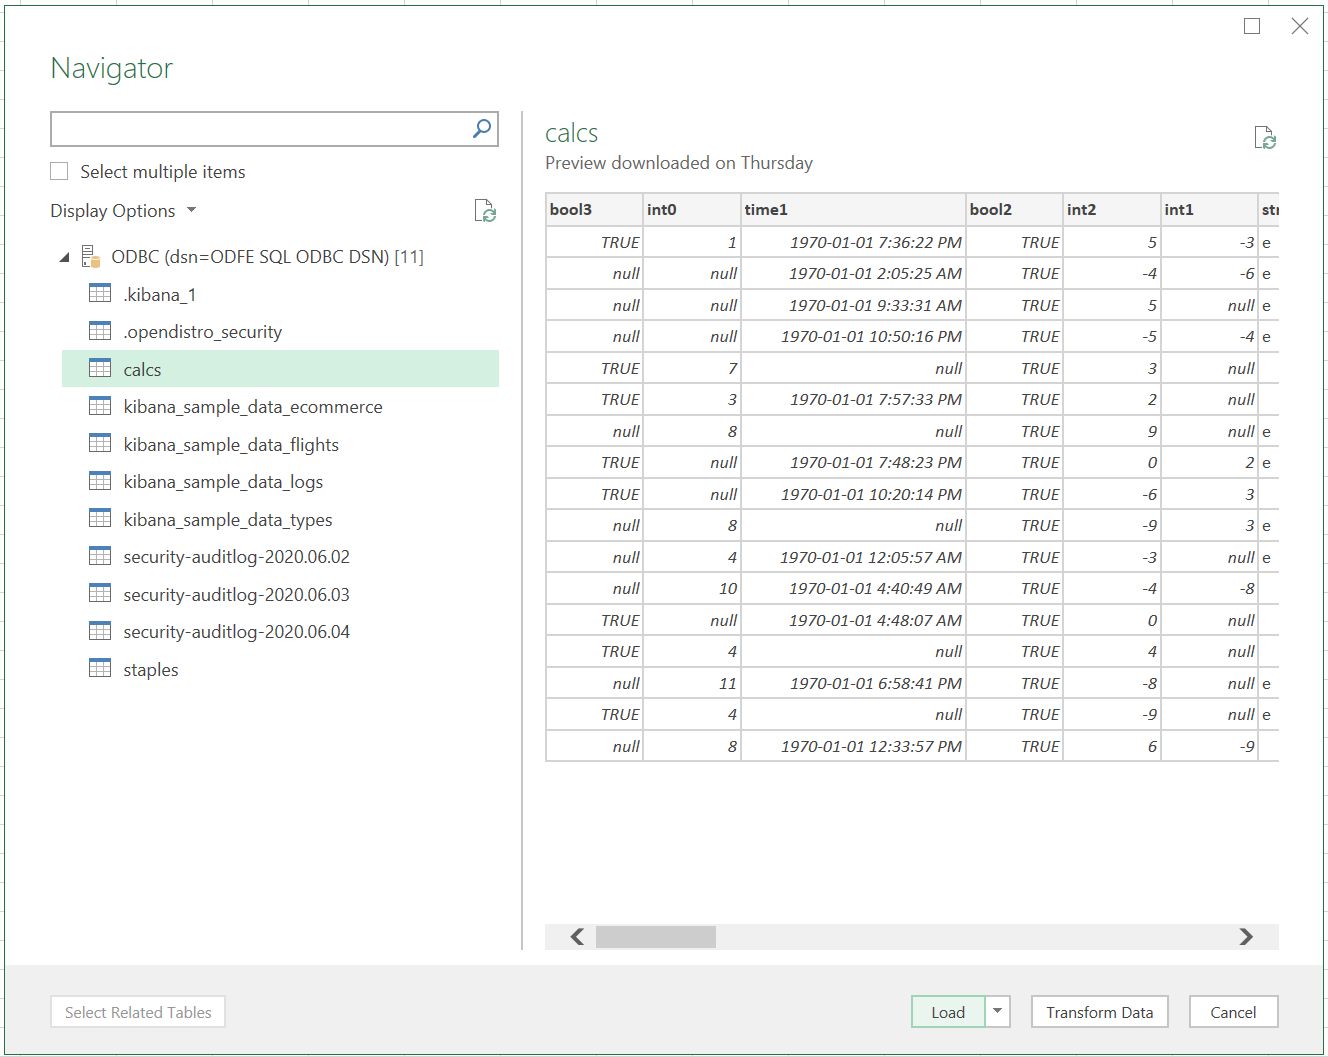 Navigator
Select multiple items
Display Options
ODBC (dsn=ODFE SQL ODBC DSN) [11]
.kibana_1
.opendistro_security
calcs
kibana_sample_data_ecommerce
kibana_sample_data_flights
kibana_sample_data_logs
kibana_sample_data_types
security-auditlog-2020.06.02
security-auditlog-2020.06.03
security-auditlog-2020.06.04
staples
calcs
Preview downloaded on Thursday
bool3 int0 time1 bool2 int2 int1 str
TRUE 1 1970-01-01 7:36:22 PM TRUE 5 -3 e
null null 1970-01-01 2:05:25 AM TRUE -4 -6 e
null null 1970-01-01 9:33:31 AM TRUE 5 null e
null null 1970-01-01 10:50:16 PM TRUE -5 -4 e
TRUE 7 null TRUE 3 null
TRUE 3 1970-01-01 7:57:33 PM TRUE 2 null
null 8 null TRUE 9 null e
TRUE null 1970-01-01 7:48:23 PM TRUE 0 2 e
TRUE null 1970-01-01 10:20:14 PM TRUE -6 3
null 8 null TRUE -9 3 e
null 4 1970-01-01 12:05:57 AM TRUE -3 null e
null 10 1970-01-01 4:40:49 AM TRUE -4 -8
TRUE null 1970-01-01 4:48:07 AM TRUE 0 null
TRUE 4 null TRUE 4 null
null 11 1970-01-01 6:58:41 PM TRUE -8 null e
TRUE 4 null TRUE -9 null e
null 8 1970-01-01 12:33:57 PM TRUE 6 -9
Select Related Tables
Load
Transform Data
Cancel